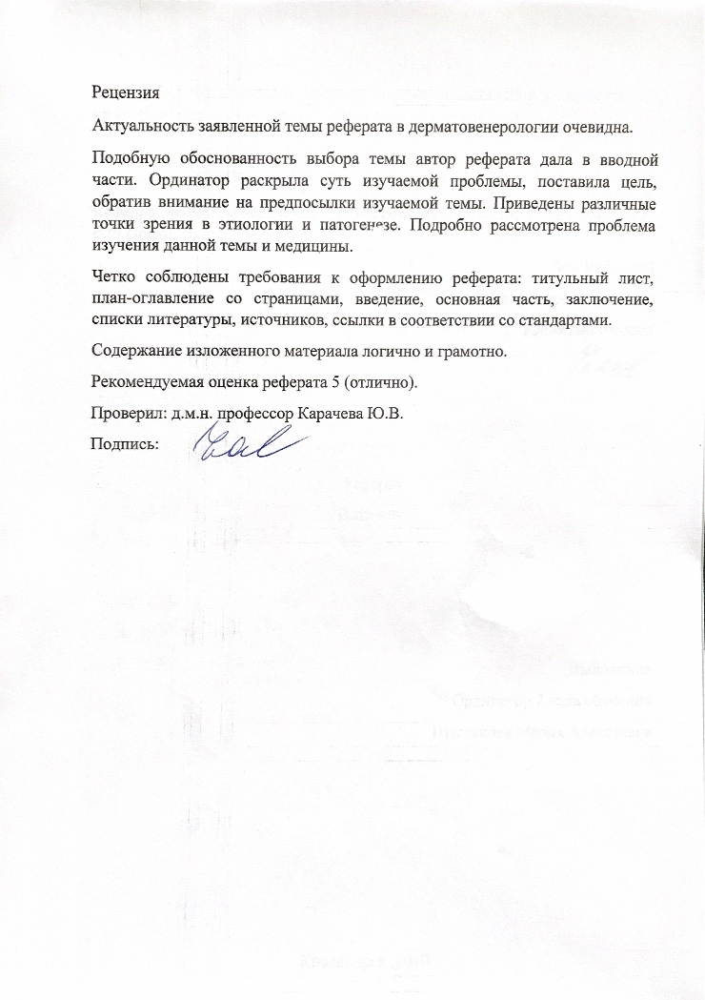 Рецензия
Актуальность заявленной темы реферата в дерматовенерологии очевидна.
Подобную обоснованность выбора темы автор реферата дала в вводной
части. Ординатор раскрыла суть изучаемой проблемы, поставила цель,
обратив внимание на предпосылки изучаемой темы. Приведены различные
точки зрения в этиологии и патогенезе. Подробно рассмотрена проблема
изучения данной темы и медицины.
Четко соблюдены требования к оформлению реферата: титульный лист,
план-оглавление со страницами, введение, основная часть, заключение,
списки литературы, источников, ссылки в соответствии со стандартами.
Содержание изложенного материала логично и грамотно.
Рекомендуемая оценка реферата 5 (отлично).
Проверил: д.м.н. профессор Карачева Ю.В.
Подпись: